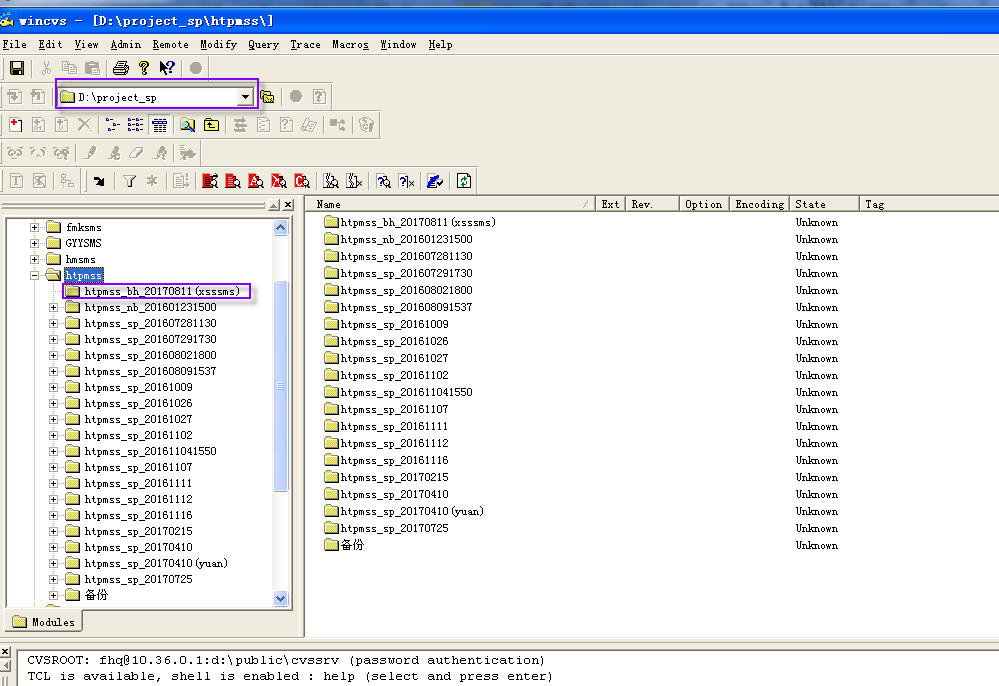 wincvs - [D:\project_sp\htpmss\]
File Edit View Admin Remote Modify Query Trace Macros Window Help
D:\project_sp
fmksms
GYYSMS
hmsms
htpmss
htpmss_bh_20170811(xsssms)
htpmss_nb_201601231500
htpmss_sp_201607281130
htpmss_sp_201607291730
htpmss_sp_201608021800
htpmss_sp_201608091537
htpmss_sp_20161009
htpmss_sp_20161026
htpmss_sp_20161027
htpmss_sp_20161102
htpmss_sp_201611041550
htpmss_sp_20161107
htpmss_sp_20161111
htpmss_sp_20161112
htpmss_sp_20161116
htpmss_sp_20170215
htpmss_sp_20170410
htpmss_sp_20170410(yuan)
htpmss_sp_20170725
备份
Modules
Name Ext Rev. Option Encoding State Tag
htpmss_bh_20170811(xsssms) Unknown
htpmss_nb_201601231500 Unknown
htpmss_sp_201607281130 Unknown
htpmss_sp_201607291730 Unknown
htpmss_sp_201608021800 Unknown
htpmss_sp_201608091537 Unknown
htpmss_sp_20161009 Unknown
htpmss_sp_20161026 Unknown
htpmss_sp_20161027 Unknown
htpmss_sp_20161102 Unknown
htpmss_sp_201611041550 Unknown
htpmss_sp_20161107 Unknown
htpmss_sp_20161111 Unknown
htpmss_sp_20161112 Unknown
htpmss_sp_20161116 Unknown
htpmss_sp_20170215 Unknown
htpmss_sp_20170410 Unknown
htpmss_sp_20170410(yuan) Unknown
htpmss_sp_20170725 Unknown
备份 Unknown
CVSROOT: fhq@10.36.0.1:d:\public\cvssrv (password authentication)
TCL is available, shell is enabled : help (select and press enter)